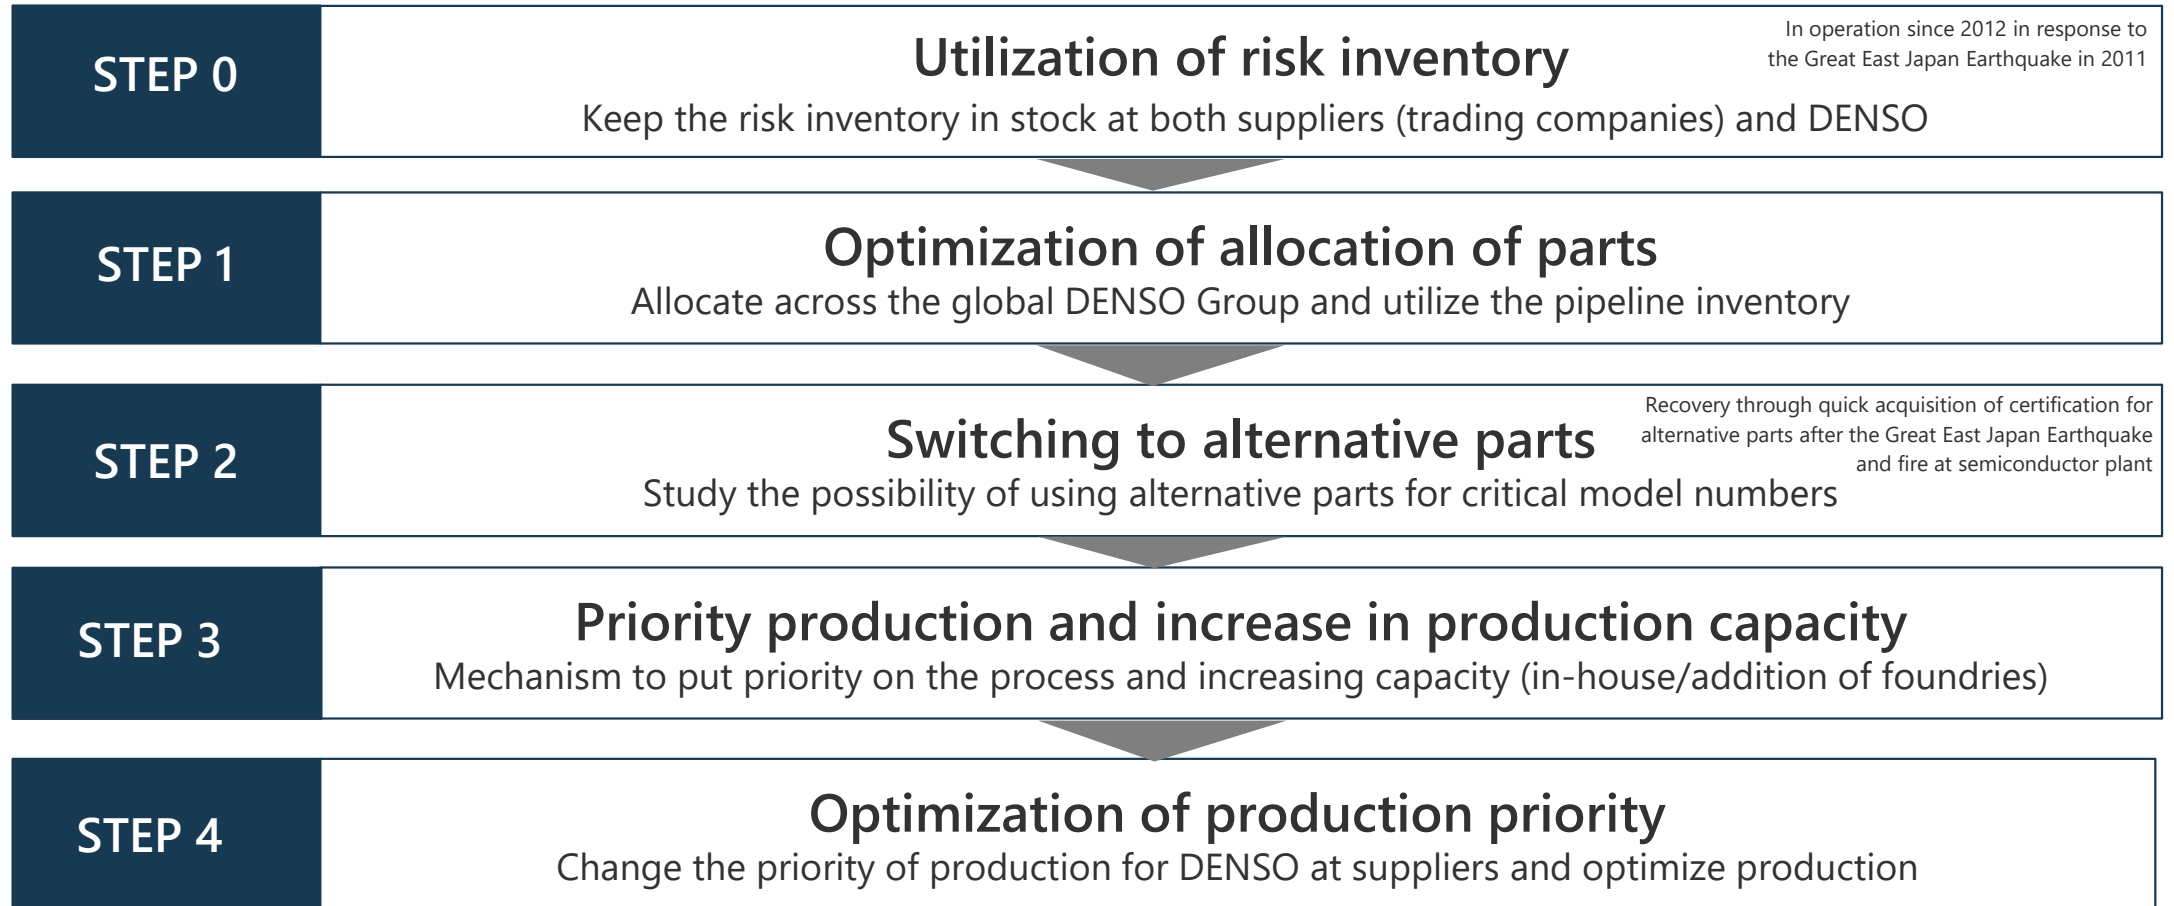 STEP 0
Utilization of risk inventory
In operation since 2012 in response to
the Great East Japan Earthquake in 2011
Keep the risk inventory in stock at both suppliers (trading companies) and DENSO
STEP 1
Optimization of allocation of parts
Allocate across the global DENSO Group and utilize the pipeline inventory
STEP 2
Switching to alternative parts
Recovery through quick acquisition of certification for
alternative parts after the Great East Japan Earthquake
and fire at semiconductor plant
Study the possibility of using alternative parts for critical model numbers
STEP 3
Priority production and increase in production capacity
Mechanism to put priority on the process and increasing capacity (in-house/addition of foundries)
STEP 4
Optimization of production priority
Change the priority of production for DENSO at suppliers and optimize production